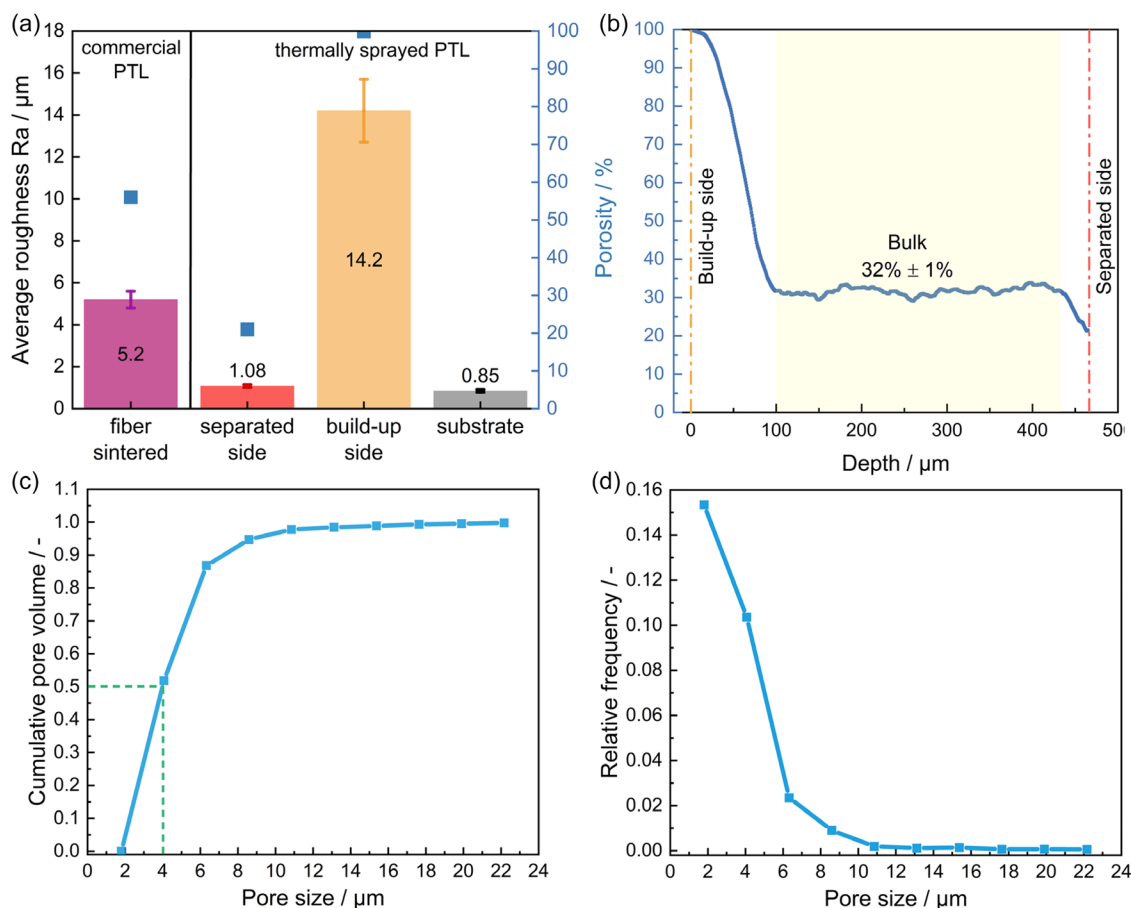 (a)
18
16
14
12
10
8
6
4
2
0
Average roughness Ra / µm
commercial
PTL
thermally sprayed PTL
5.2
1.08
14.2
0.85
fiber
sintered
separated
side
build-up
side
substrate
100
90
80
70
60
50
40
30
20
10
0
Porosity / %
(b)
100
90
80
70
60
50
40
30
20
10
0
Build-up side
Bulk
32% ± 1%
Separated side
0
100
200
300
400
50
Depth / µm
(c)
1.1
1.0
0.9
0.8
0.7
0.6
0.5
0.4
0.3
0.2
0.1
0.0
Cumulative pore volume / -
0 2 4 6 8 10 12 14 16 18 20 22 24
Pore size / µm
(d)
0.16
0.14
0.12
0.10
0.08
0.06
0.04
0.02
0.00
Relative frequency / -
0 2 4 6 8 10 12 14 16 18 20 22 24
Pore size / µm